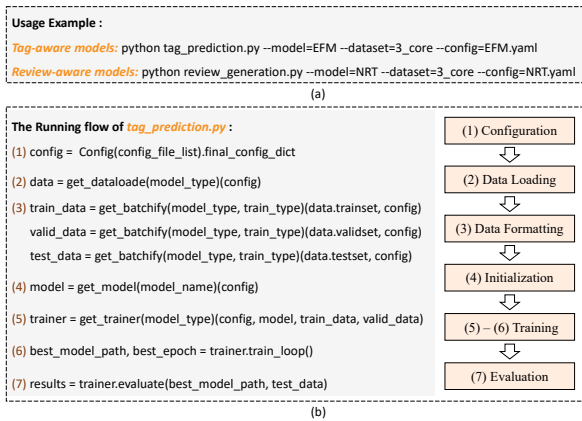 Usage Example :
Tag-aware models: python tag_prediction.py --model=EFM --dataset=3_core --config=EFM.yaml
Review-aware models: python review_generation.py --model=NRT --dataset=3_core --config=NRT.yaml
(a)
The Running flow of tag_prediction.py :
(1) config = Config(config_file_list).final_config_dict
(2) data = get_dataloade(model_type)(config)
(3) train_data = get_batchify(model_type, train_type)(data.trainset, config)
valid_data = get_batchify(model_type, train_type)(data.validset, config)
test_data = get_batchify(model_type, train_type)(data.testset, config)
(4) model = get_model(model_name)(config)
(5) trainer = get_trainer(model_type)(config, model, train_data, valid_data)
(6) best_model_path, best_epoch = trainer.train_loop()
(7) results = trainer.evaluate(best_model_path, test_data)
(1) Configuration
(2) Data Loading
(3) Data Formatting
(4) Initialization
(5) – (6) Training
(7) Evaluation
(b)